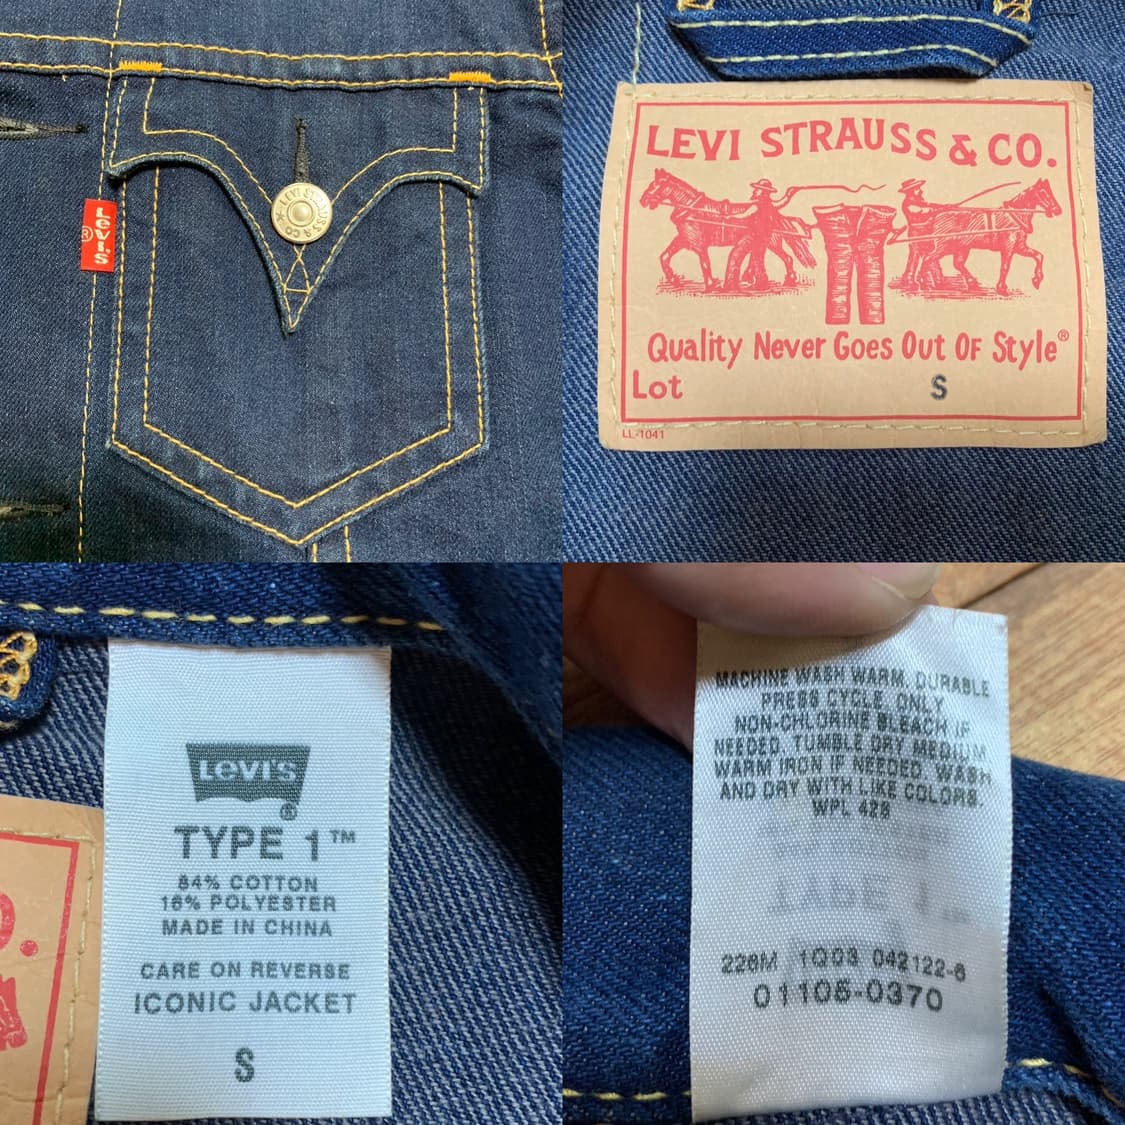 LEVI STRAUSS & CO
Levi's
®
LEVI STRAUSS & CO.
Quality Never Goes Out Of Style®
Lot S
LL-1041
Levi's
®
TYPE 1™
84% COTTON
16% POLYESTER
MADE IN CHINA
CARE ON REVERSE
ICONIC JACKET
S
MACHINE WASH WARM, DURABLE
PRESS CYCLE, ONLY
NON-CHLORINE BLEACH IF
NEEDED. TUMBLE DRY MEDIUM
WARM IRON IF NEEDED. WASH
AND DRY WITH LIKE COLORS.
WPL 423
226M 1Q03 042122-6
01105-0370